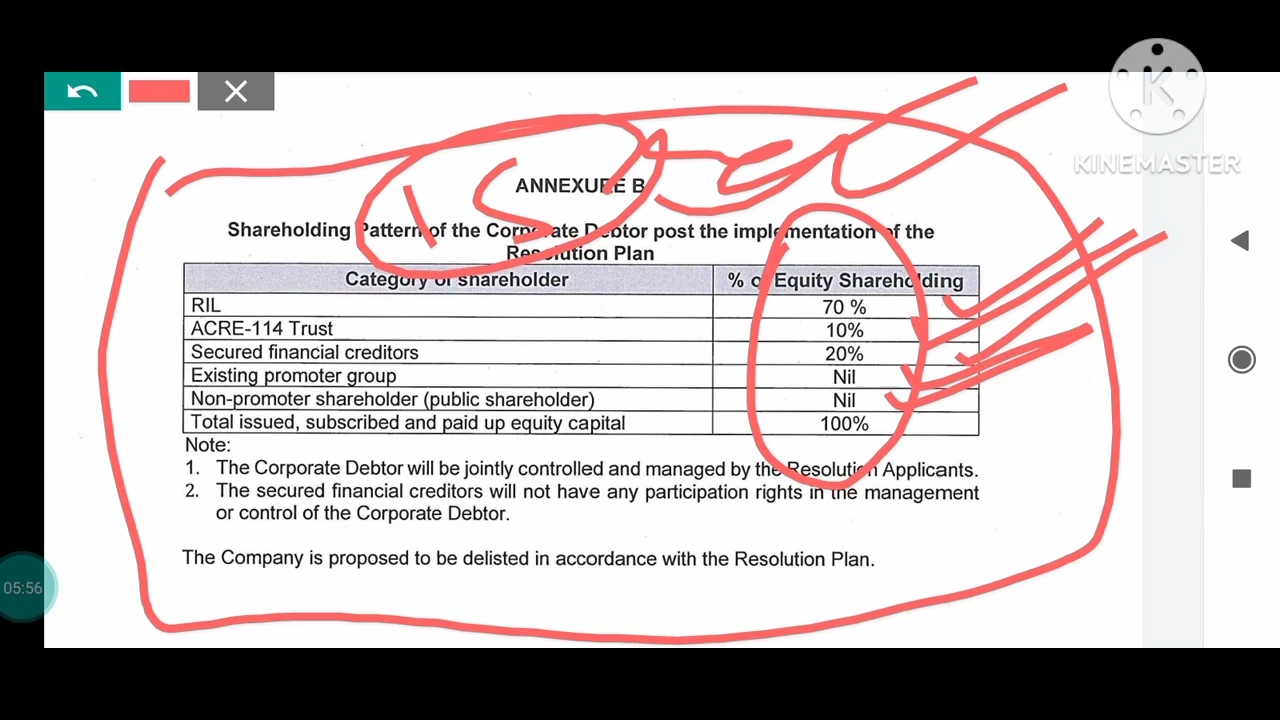 KINEMASTER
ANNEXURE B
Shareholding Pattern of the Corporate Debtor post the implementation of the
Resolution Plan
Category of shareholder % of Equity Shareholding
RIL 70 %
ACRE-114 Trust 10%
Secured financial creditors 20%
Existing promoter group Nil
Non-promoter shareholder (public shareholder) Nil
Total issued, subscribed and paid up equity capital 100%
Note:
1. The Corporate Debtor will be jointly controlled and managed by the Resolution Applicants.
2. The secured financial creditors will not have any participation rights in the management
or control of the Corporate Debtor.
The Company is proposed to be delisted in accordance with the Resolution Plan.
05:56